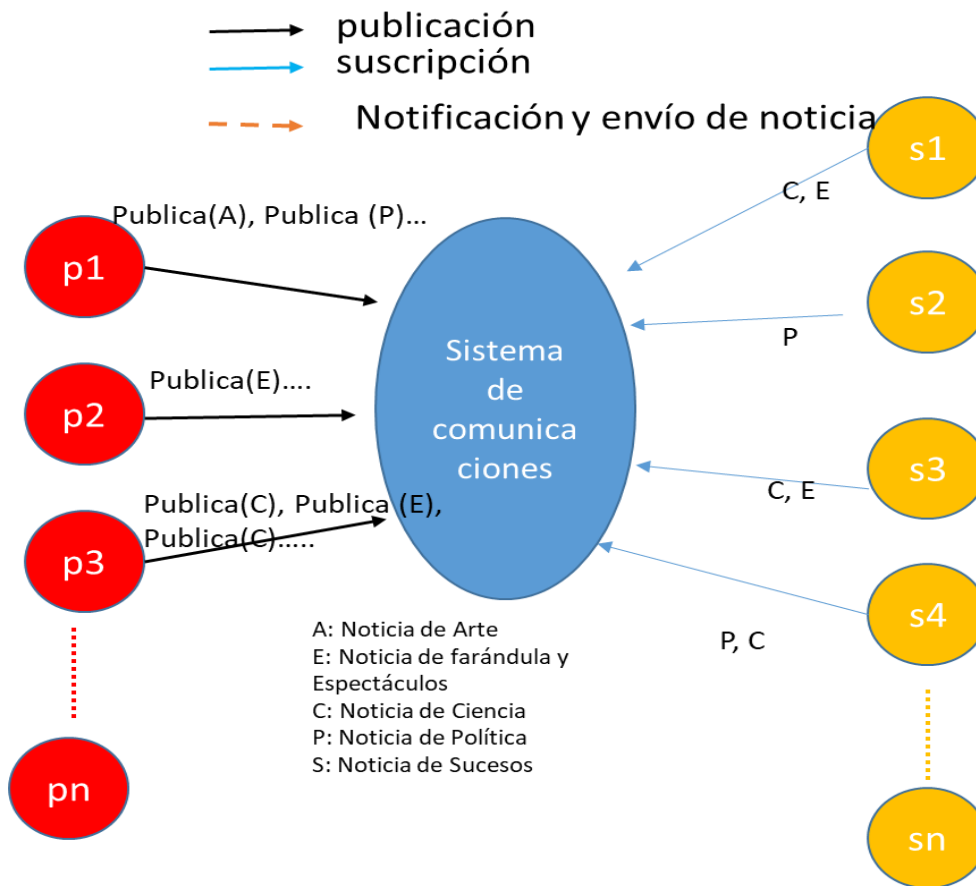 publicación
suscripción
Notificación y envío de noticia
s1
C, E
Publica(A), Publica (P)...
p1
s2
P
Sistema
de
comunica
ciones
Publica(E)....
p2
s3
C, E
Publica(C), Publica (E),
Publica(C).....
p3
s4
P, C
A: Noticia de Arte
E: Noticia de farándula y
Espectáculos
C: Noticia de Ciencia
P: Noticia de Política
S: Noticia de Sucesos
pn
sn